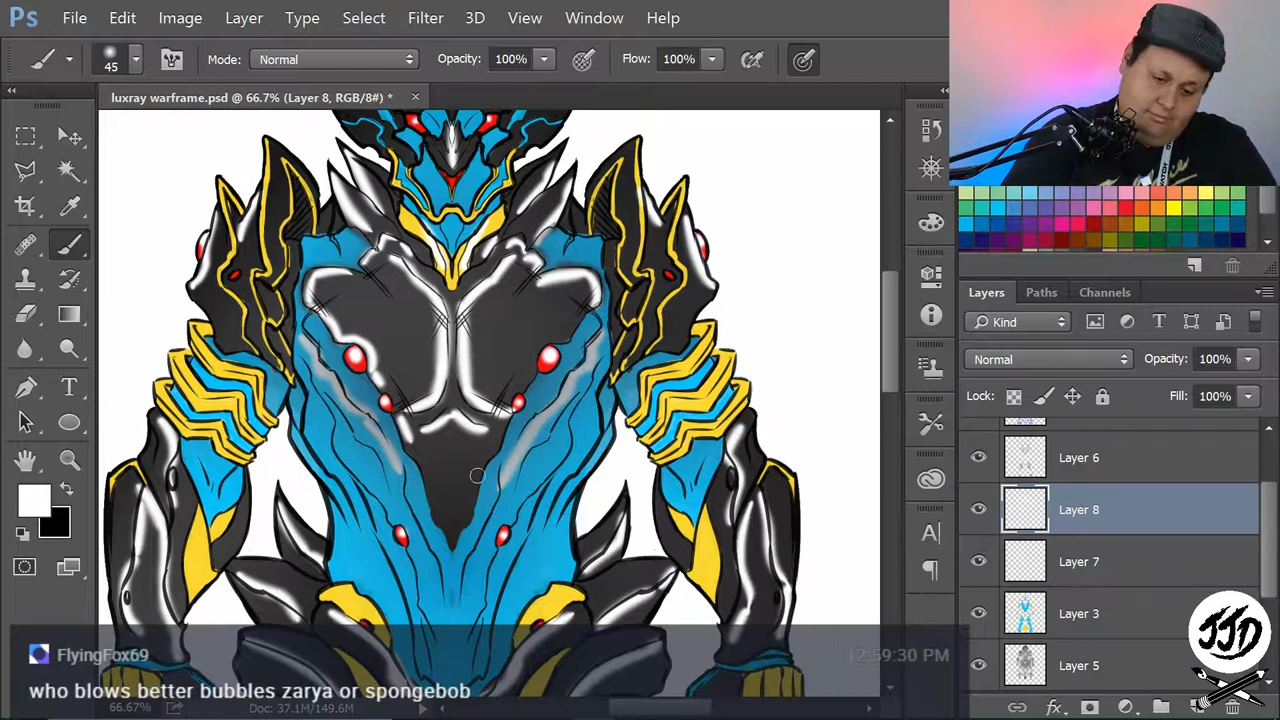 Ps File Edit Image Layer Type Select Filter 3D View Window Help
45 Mode: Normal Opacity: 100% Flow: 100%
luxray warframe.psd @ 66.7% (Layer 8, RGB/8#) * ×
Layers Paths Channels
Kind T
Normal Opacity: 100%
Lock: Fill: 100%
Layer 6
Layer 8
Layer 7
Layer 3
Layer 5
T
A
JJD
FlyingFox69 12:59:30 PM
who blows better bubbles zarya or spongebob
66.67% Doc: 37.1M/149.6M
fx